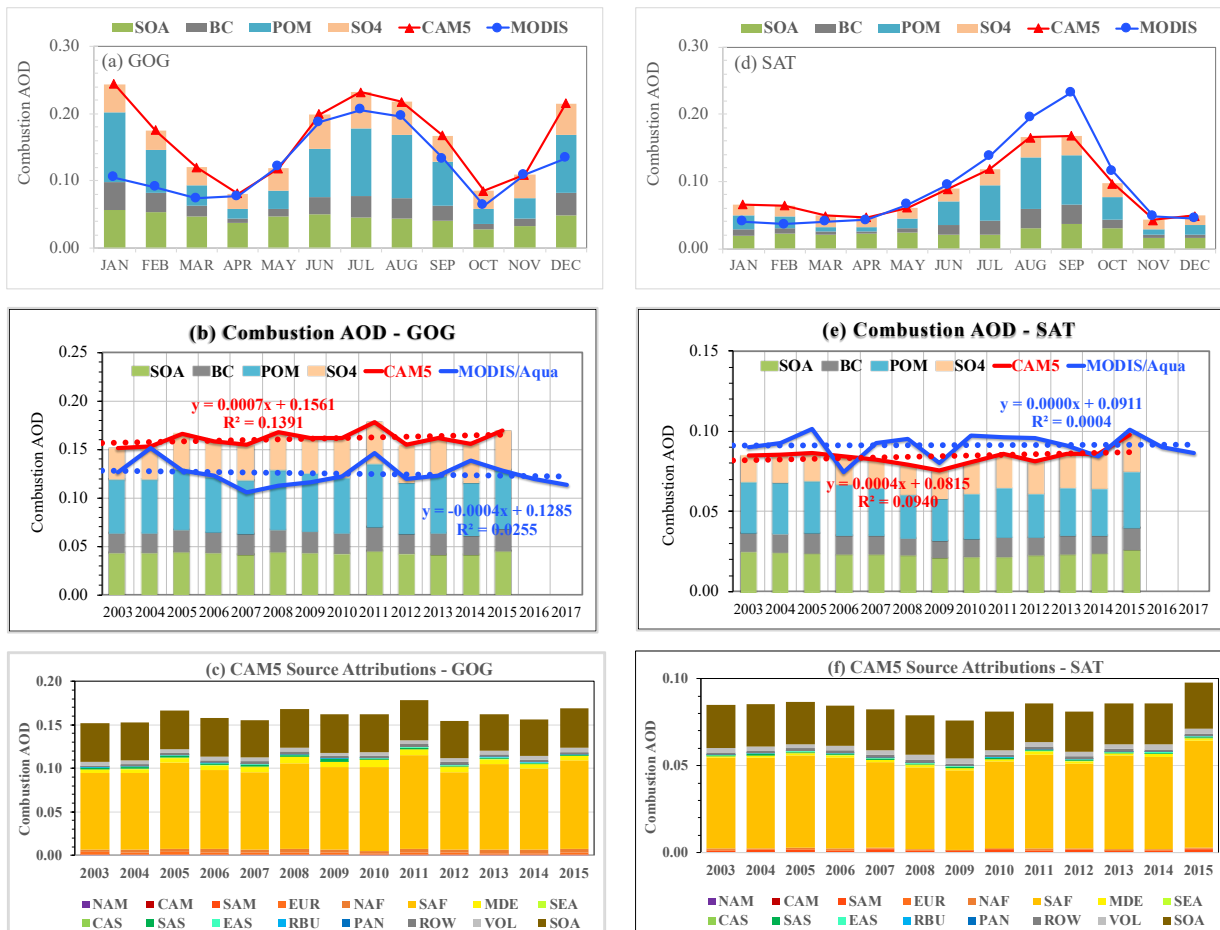 SOA BC POM SO4 CAM5 MODIS
(a) GOG
Combustion AOD
0.30
0.20
0.10
0.00
JAN FEB MAR APR MAY JUN JUL AUG SEP OCT NOV DEC
SOA BC POM SO4 CAM5 MODIS
(d) SAT
Combustion AOD
0.30
0.20
0.10
0.00
JAN FEB MAR APR MAY JUN JUL AUG SEP OCT NOV DEC
(b) Combustion AOD - GOG
SOA BC POM SO4 CAM5 MODIS/Aqua
y = 0.0007x + 0.1561
R² = 0.1391
y = -0.0004x + 0.1285
R² = 0.0255
Combustion AOD
0.25
0.20
0.15
0.10
0.05
0.00
2003 2004 2005 2006 2007 2008 2009 2010 2011 2012 2013 2014 2015 2016 2017
(e) Combustion AOD - SAT
SOA BC POM SO4 CAM5 MODIS/Aqua
y = 0.0000x + 0.0911
R² = 0.0004
y = 0.0004x + 0.0815
R² = 0.0940
Combustion AOD
0.15
0.10
0.05
0.00
2003 2004 2005 2006 2007 2008 2009 2010 2011 2012 2013 2014 2015 2016 2017
(c) CAM5 Source Attributions - GOG
Combustion AOD
0.20
0.15
0.10
0.05
0.00
2003 2004 2005 2006 2007 2008 2009 2010 2011 2012 2013 2014 2015
NAM CAM SAM EUR NAF SAF MDE SEA
CAS SAS EAS RBU PAN ROW VOL SOA
(f) CAM5 Source Attributions - SAT
Combustion AOD
0.10
0.05
0.00
2003 2004 2005 2006 2007 2008 2009 2010 2011 2012 2013 2014 2015
NAM CAM SAM EUR NAF SAF MDE SEA
CAS SAS EAS RBU PAN ROW VOL SOA